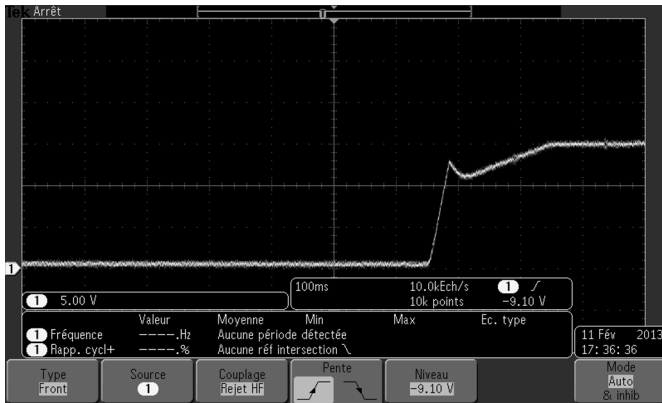 Tek Arrêt
T
1
1 5.00 V
100ms 10.0kEch/s 1
10k points -9.10 V
Valeur Moyenne Min Max Ec. type
1 Fréquence ----.--Hz Aucune période détectée
1 Rapp. cycl+ ----.--% Aucune réf intersection
11 Fév 2013
17: 36: 36
Type
Front
Source
1
Couplage
Rejet HF
Pente
Niveau
-9.10 V
Mode
Auto
& inhib